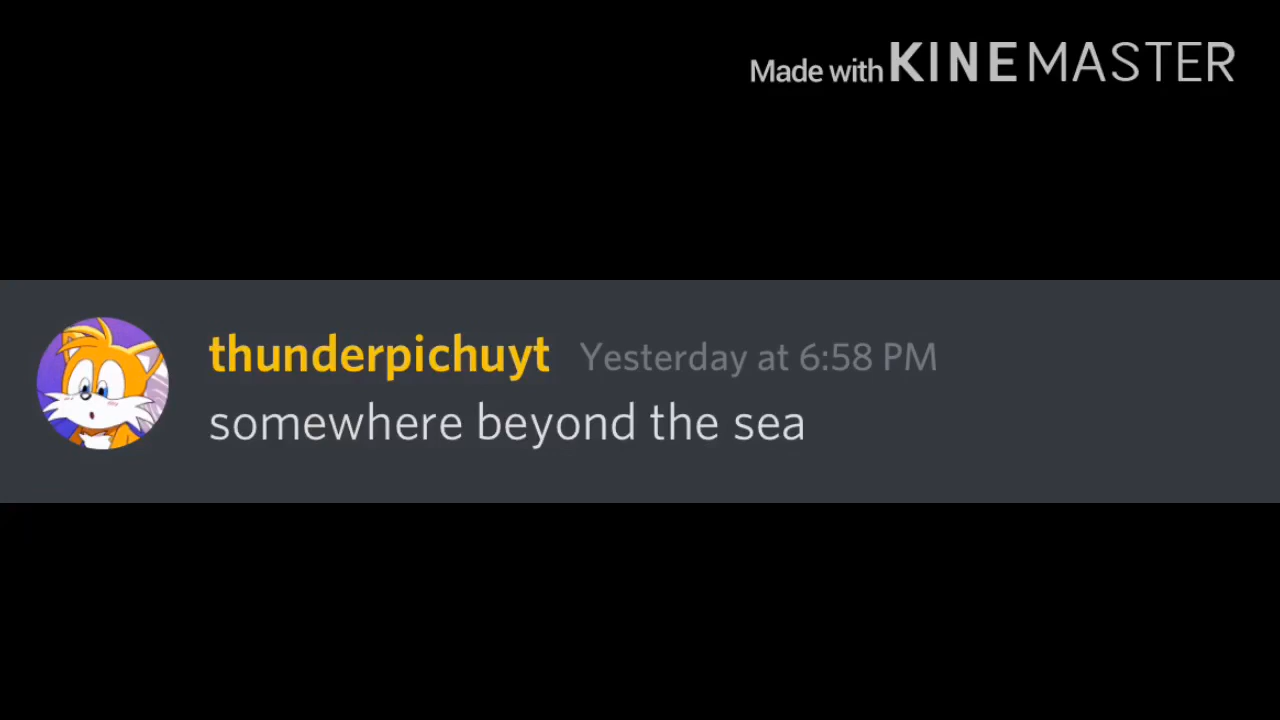 Made with KINEMASTER
thunderpichuyt Yesterday at 6:58 PM
somewhere beyond the sea